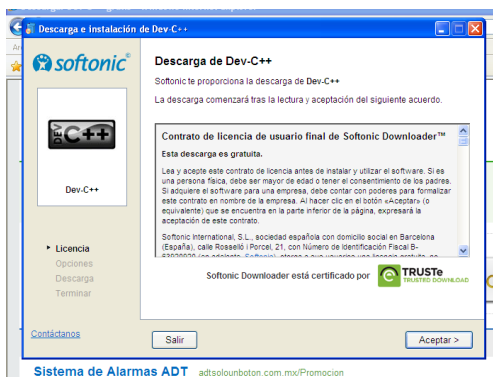 Descarga e instalación de Dev-C++
softonic
Descarga de Dev-C++
Softonic te proporciona la descarga de Dev-C++
La descarga comenzará tras la lectura y aceptación del siguiente acuerdo.
DEV C++
Dev-C++
Licencia
Opciones
Descarga
Terminar
Contrato de licencia de usuario final de Softonic Downloader™
Esta descarga es gratuita.
Lea y acepte este contrato de licencia antes de instalar y utilizar el software. Si es
una persona física, debe ser mayor de edad o tener el consentimiento de los padres.
Si adquiere el software para una empresa, debe contar con poderes para formalizar
este contrato en nombre de la empresa. Al hacer clic en el botón «Aceptar» (o
equivalente) que se encuentra en la parte inferior de la página, expresará la
aceptación de este contrato.
Softonic International, S.L., sociedad española con domicilio social en Barcelona
(España), calle Rosselló i Porcel, 21, con Número de Identificación Fiscal B-
Softonic Downloader está certificado por
TRUSTe
TRUSTED DOWNLOAD
Contáctanos
Salir
Aceptar >
Sistema de Alarmas ADT adtsolounboton.com.mx/Promocion